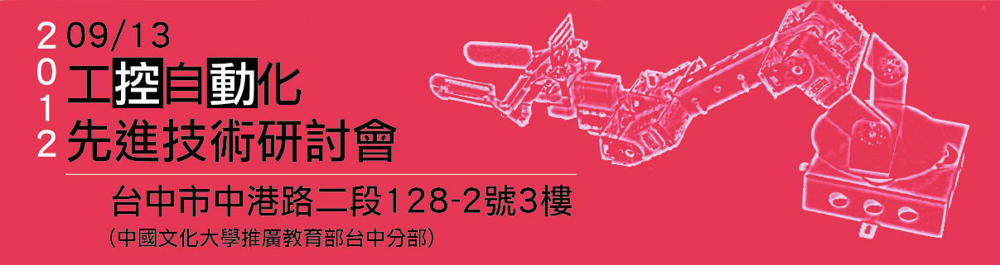 2012
09/13
工控自動化
先進技術研討會
台中市中港路二段128-2號3樓
(中國文化大學推廣教育部台中分部)